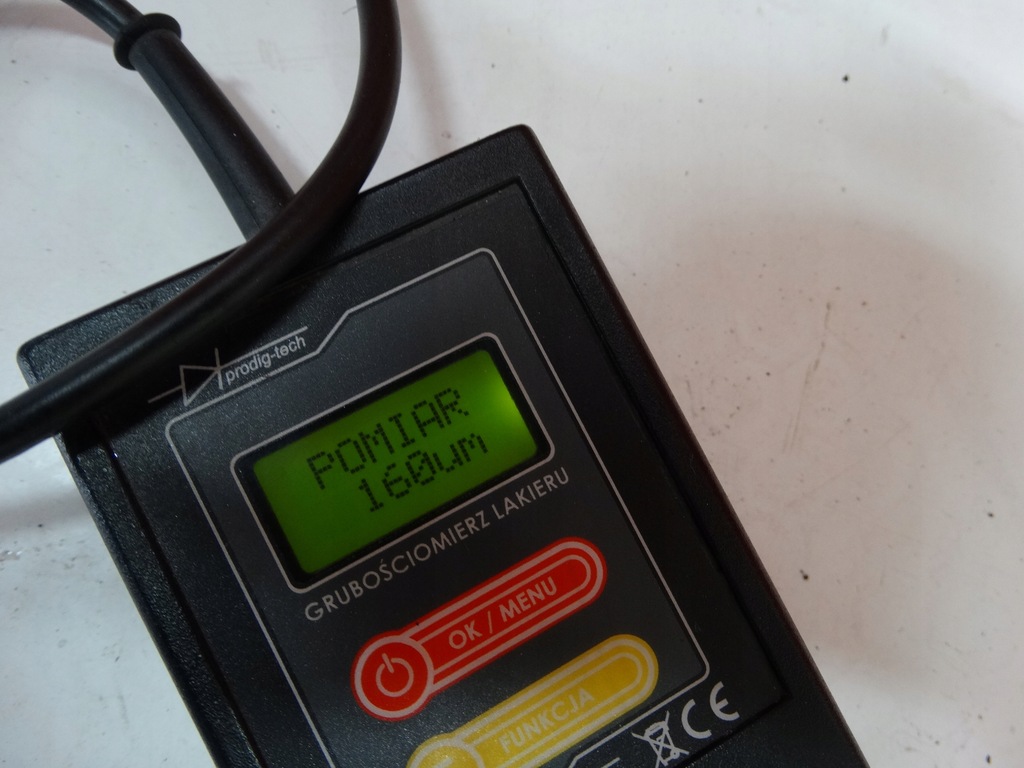 prodig-tech
POMIAR
160um
GRUBOŚCIOMIERZ LAKIERU
OK / MENU
FUNKCJA
CE